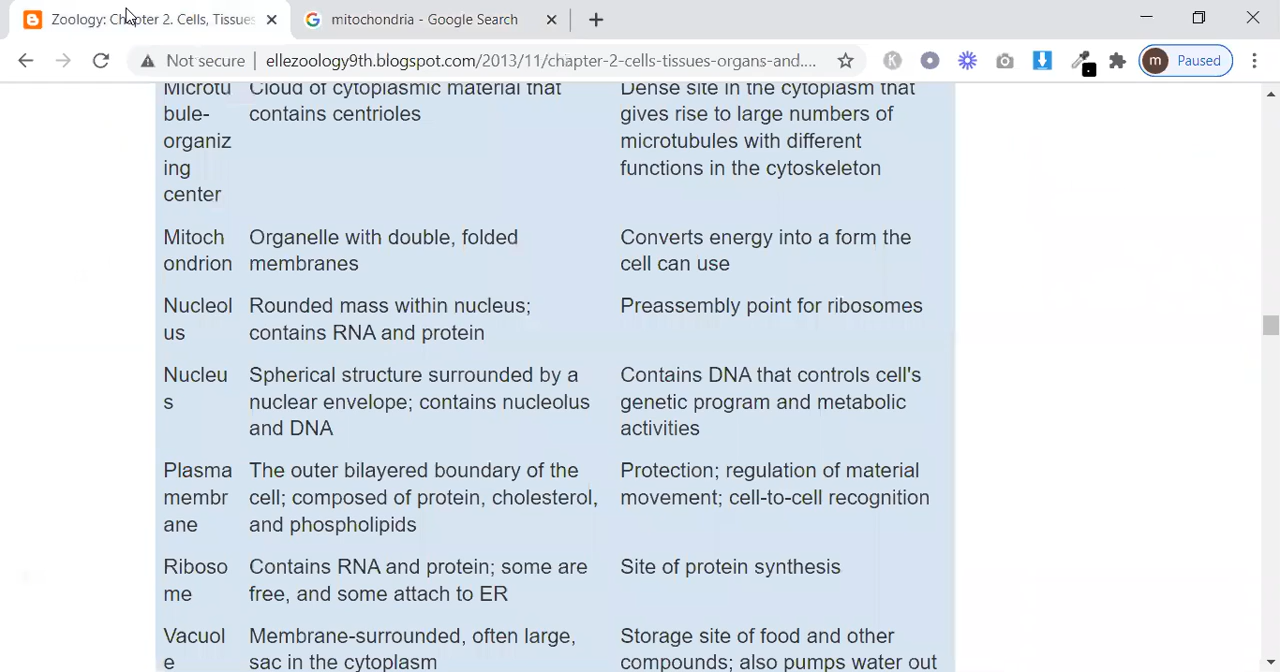 Zoology: Chapter 2. Cells, Tissues
mitochondria - Google Search
Not secure
ellezoology9th.blogspot.com/2013/11/chapter-2-cells-tissues-organs-and....
K
m
Paused
Microtu
bule-
organiz
ing
center
Cloud of cytoplasmic material that
contains centrioles
Dense site in the cytoplasm that
gives rise to large numbers of
microtubules with different
functions in the cytoskeleton
Mitoch
ondrion
Organelle with double, folded
membranes
Converts energy into a form the
cell can use
Nucleol
us
Rounded mass within nucleus;
contains RNA and protein
Preassembly point for ribosomes
Nucleu
s
Spherical structure surrounded by a
nuclear envelope; contains nucleolus
and DNA
Contains DNA that controls cell's
genetic program and metabolic
activities
Plasma
membr
ane
The outer bilayered boundary of the
cell; composed of protein, cholesterol,
and phospholipids
Protection; regulation of material
movement; cell-to-cell recognition
Riboso
me
Contains RNA and protein; some are
free, and some attach to ER
Site of protein synthesis
Vacuol
e
Membrane-surrounded, often large,
sac in the cytoplasm
Storage site of food and other
compounds; also pumps water out